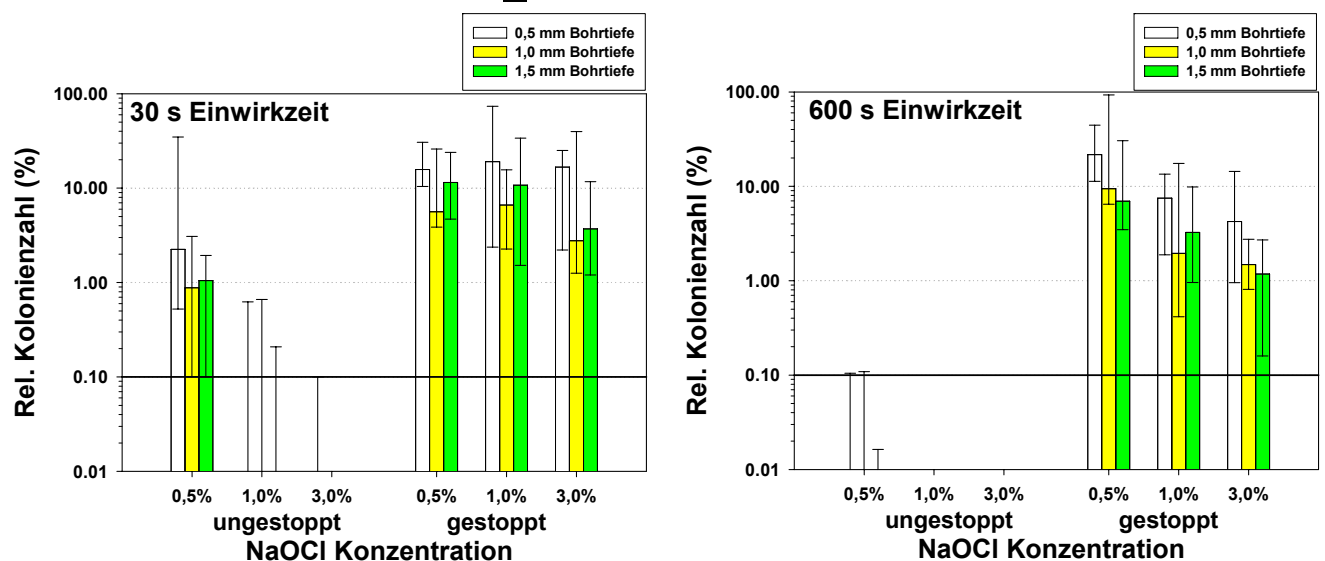 0,5 mm Bohrtiefe
1,0 mm Bohrtiefe
1,5 mm Bohrtiefe
30 s Einwirkzeit
Rel. Kolonienzahl (%)
100.00
10.00
1.00
0.10
0.01
0,5% 1,0% 3,0% 0,5% 1,0% 3,0%
ungestoppt gestoppt
NaOCl Konzentration
0,5 mm Bohrtiefe
1,0 mm Bohrtiefe
1,5 mm Bohrtiefe
600 s Einwirkzeit
Rel. Kolonienzahl (%)
100.00
10.00
1.00
0.10
0.01
0,5% 1,0% 3,0% 0,5% 1,0% 3,0%
ungestoppt gestoppt
NaOCl Konzentration